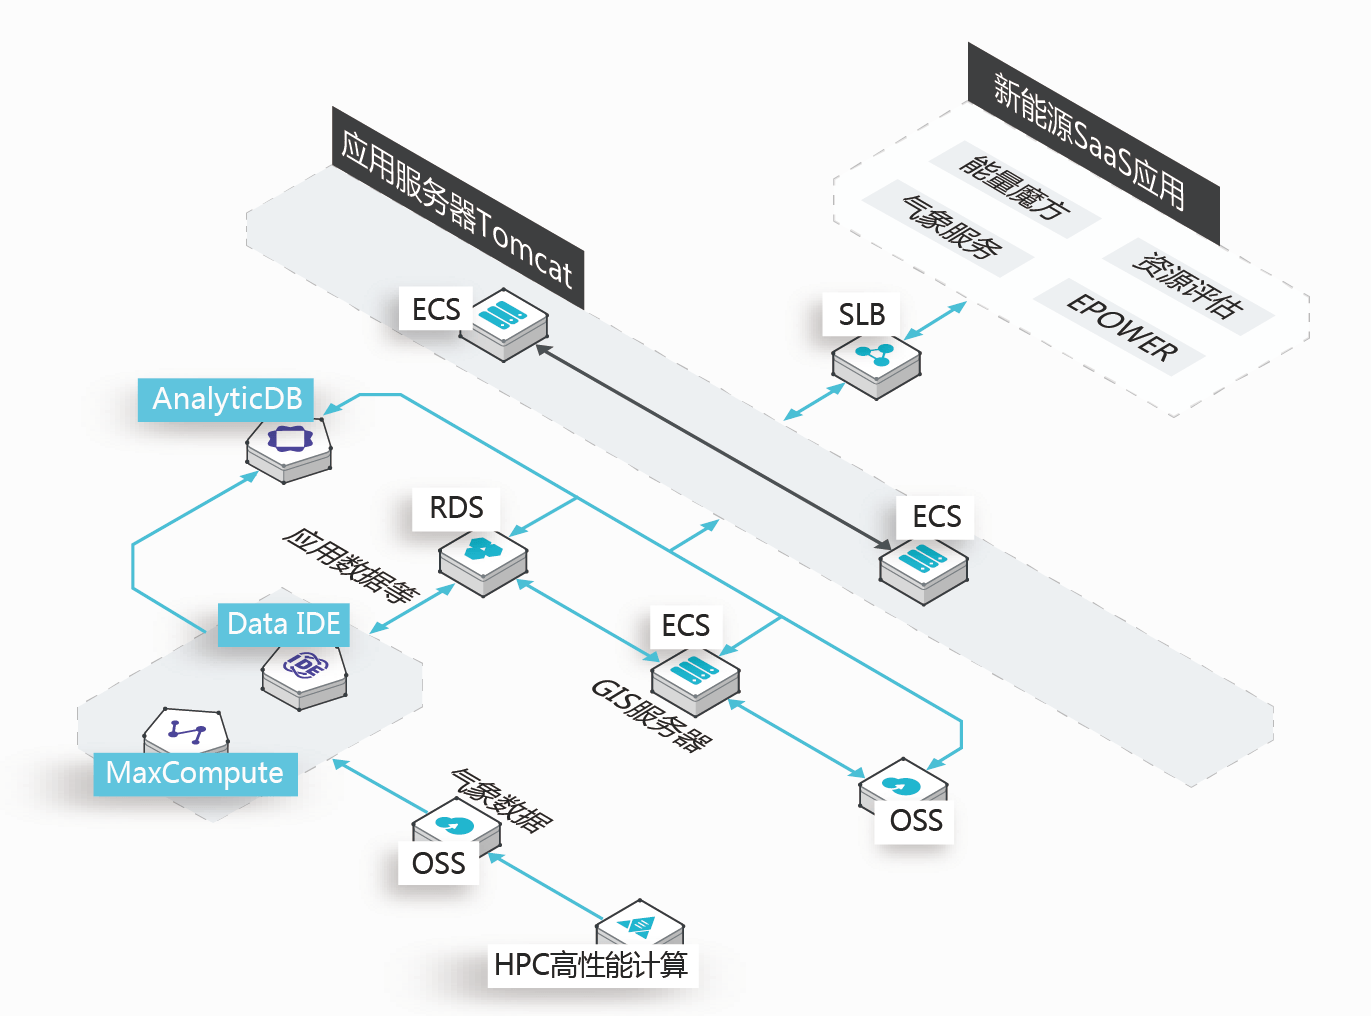 新能源SaaS应用
能量魔方
气象服务
资源评估
EPOWER
应用服务器Tomcat
ECS
SLB
AnalyticDB
RDS
ECS
应用数据等
Data IDE
IDE
ECS
GIS服务器
MaxCompute
气象数据
OSS
OSS
HPC高性能计算